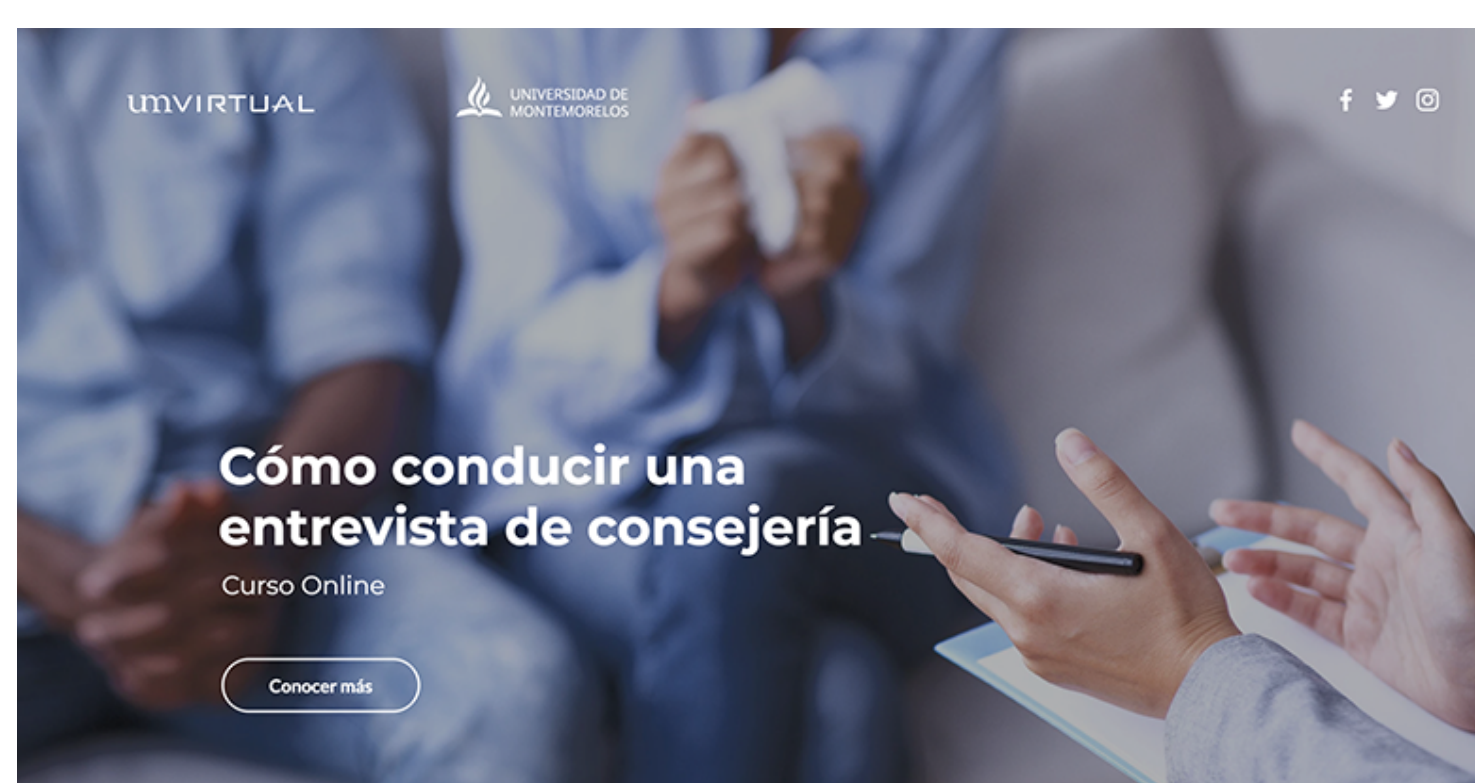 umVIRTUAL
UNIVERSIDAD DE
MONTEMORELOS
Cómo conducir una
entrevista de consejería
Curso Online
Conocer más